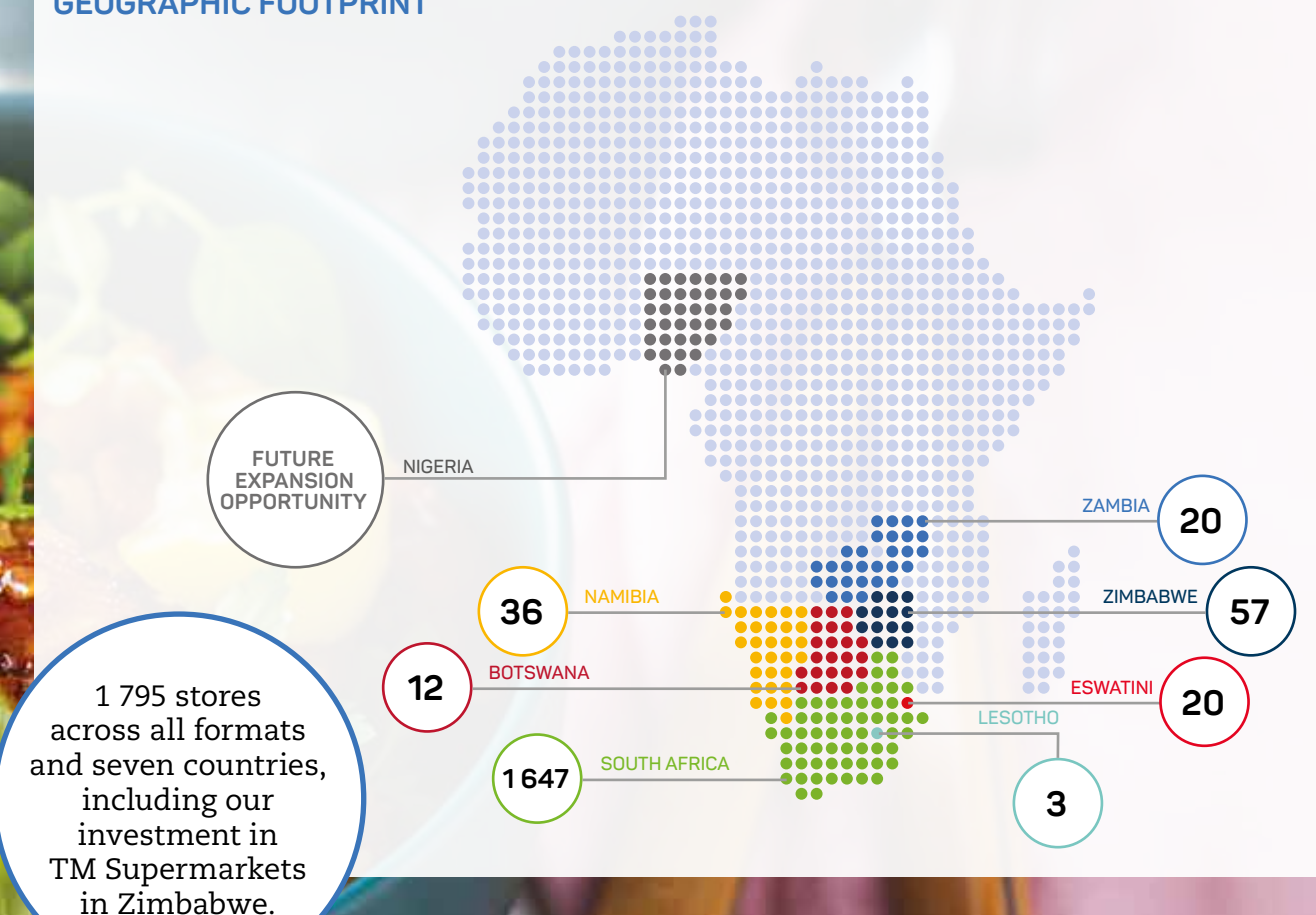 GEOGRAPHIC FOOTPRINT
FUTURE
EXPANSION
OPPORTUNITY
NIGERIA
ZAMBIA
20
NAMIBIA
36
ZIMBABWE
57
BOTSWANA
12
ESWATINI
20
LESOTHO
3
SOUTH AFRICA
1 647
1 795 stores
across all formats
and seven countries,
including our
investment in
TM Supermarkets
in Zimbabwe.